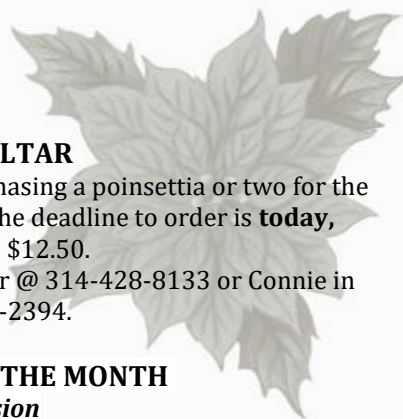 LTAR
hasing a poinsettia or two for the
he deadline to order is today,
$12.50.
r @ 314-428-8133 or Connie in
-2394.
THE MONTH
sion